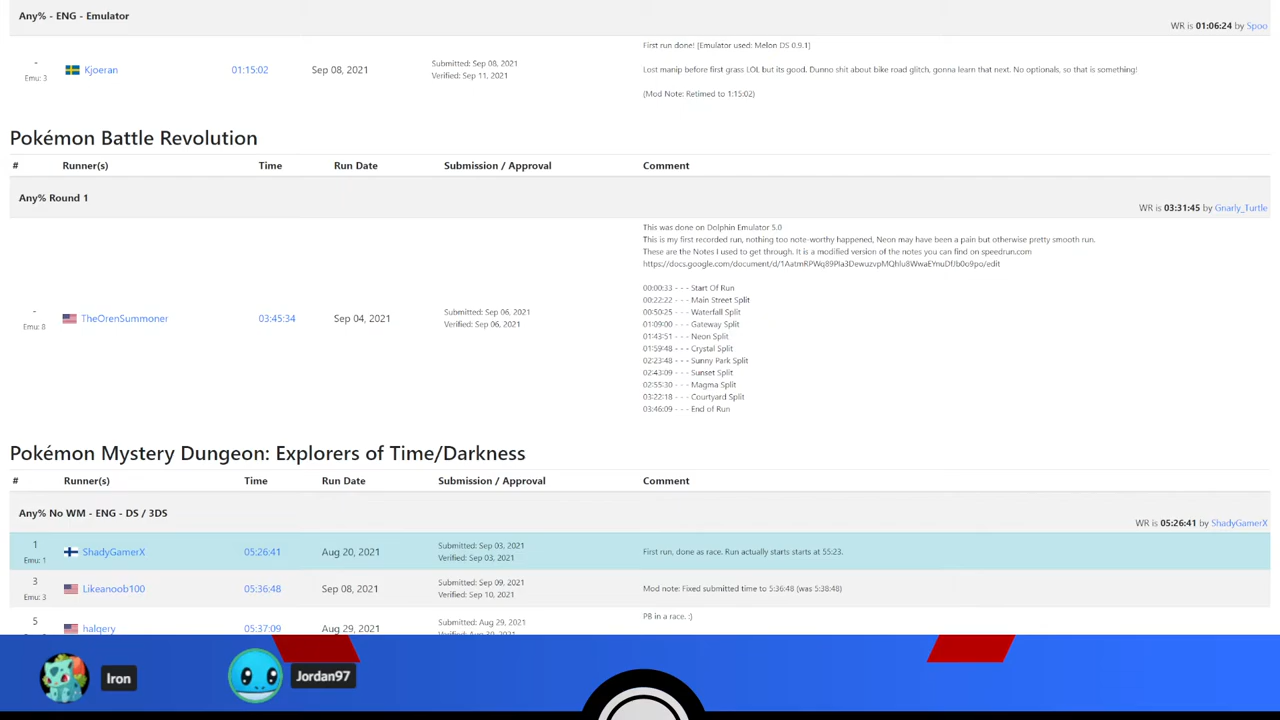 Any% - ENG - Emulator
WR is 01:06:24 by Spoo
First run done! [Emulator used: Melon DS 0.9.1]
- Kjoeran 01:15:02 Sep 08, 2021 Submitted: Sep 08, 2021 Lost manip before first grass LOL but its good. Dunno shit about bike road glitch, gonna learn that next. No optionals, so that is something!
Emu: 3 Verified: Sep 11, 2021
(Mod Note: Retimed to 1:15:02)
Pokémon Battle Revolution
# Runner(s) Time Run Date Submission / Approval Comment
Any% Round 1
WR is 03:31:45 by Gnarly_Turtle
This was done on Dolphin Emulator 5.0
This is my first recorded run, nothing too note-worthy happened, Neon may have been a pain but otherwise pretty smooth run.
These are the Notes I used to get through. It is a modified version of the notes you can find on speedrun.com
00:00:33 - - - Start Of Run
00:22:22 - - - Main Street Split
00:50:25 - - - Waterfall Split
- TheOrenSummoner 03:45:34 Sep 04, 2021 Submitted: Sep 06, 2021 01:09:00 - - - Gateway Split
Emu: 8 Verified: Sep 06, 2021
01:43:51 - - - Neon Split
01:59:48 - - - Crystal Split
02:23:48 - - - Sunny Park Split
02:43:09 - - - Sunset Split
02:55:30 - - - Magma Split
03:22:18 - - - Courtyard Split
03:46:09 - - - End of Run
Pokémon Mystery Dungeon: Explorers of Time/Darkness
# Runner(s) Time Run Date Submission / Approval Comment
Any% No WM - ENG - DS / 3DS
WR is 05:26:41 by ShadyGamerX
1 ShadyGamerX 05:26:41 Aug 20, 2021 Submitted: Sep 03, 2021 First run, done as race. Run actually starts starts at 55:23.
Emu: 1 Verified: Sep 03, 2021
3 Likeanoob100 05:36:48 Sep 08, 2021 Submitted: Sep 09, 2021 Mod note: Fixed submitted time to 5:36:48 (was 5:38:48)
Emu: 3 Verified: Sep 10, 2021
PB in a race. :)
5 halqery 05:37:09 Aug 29, 2021 Submitted: Aug 29, 2021
Iron
Jordan97